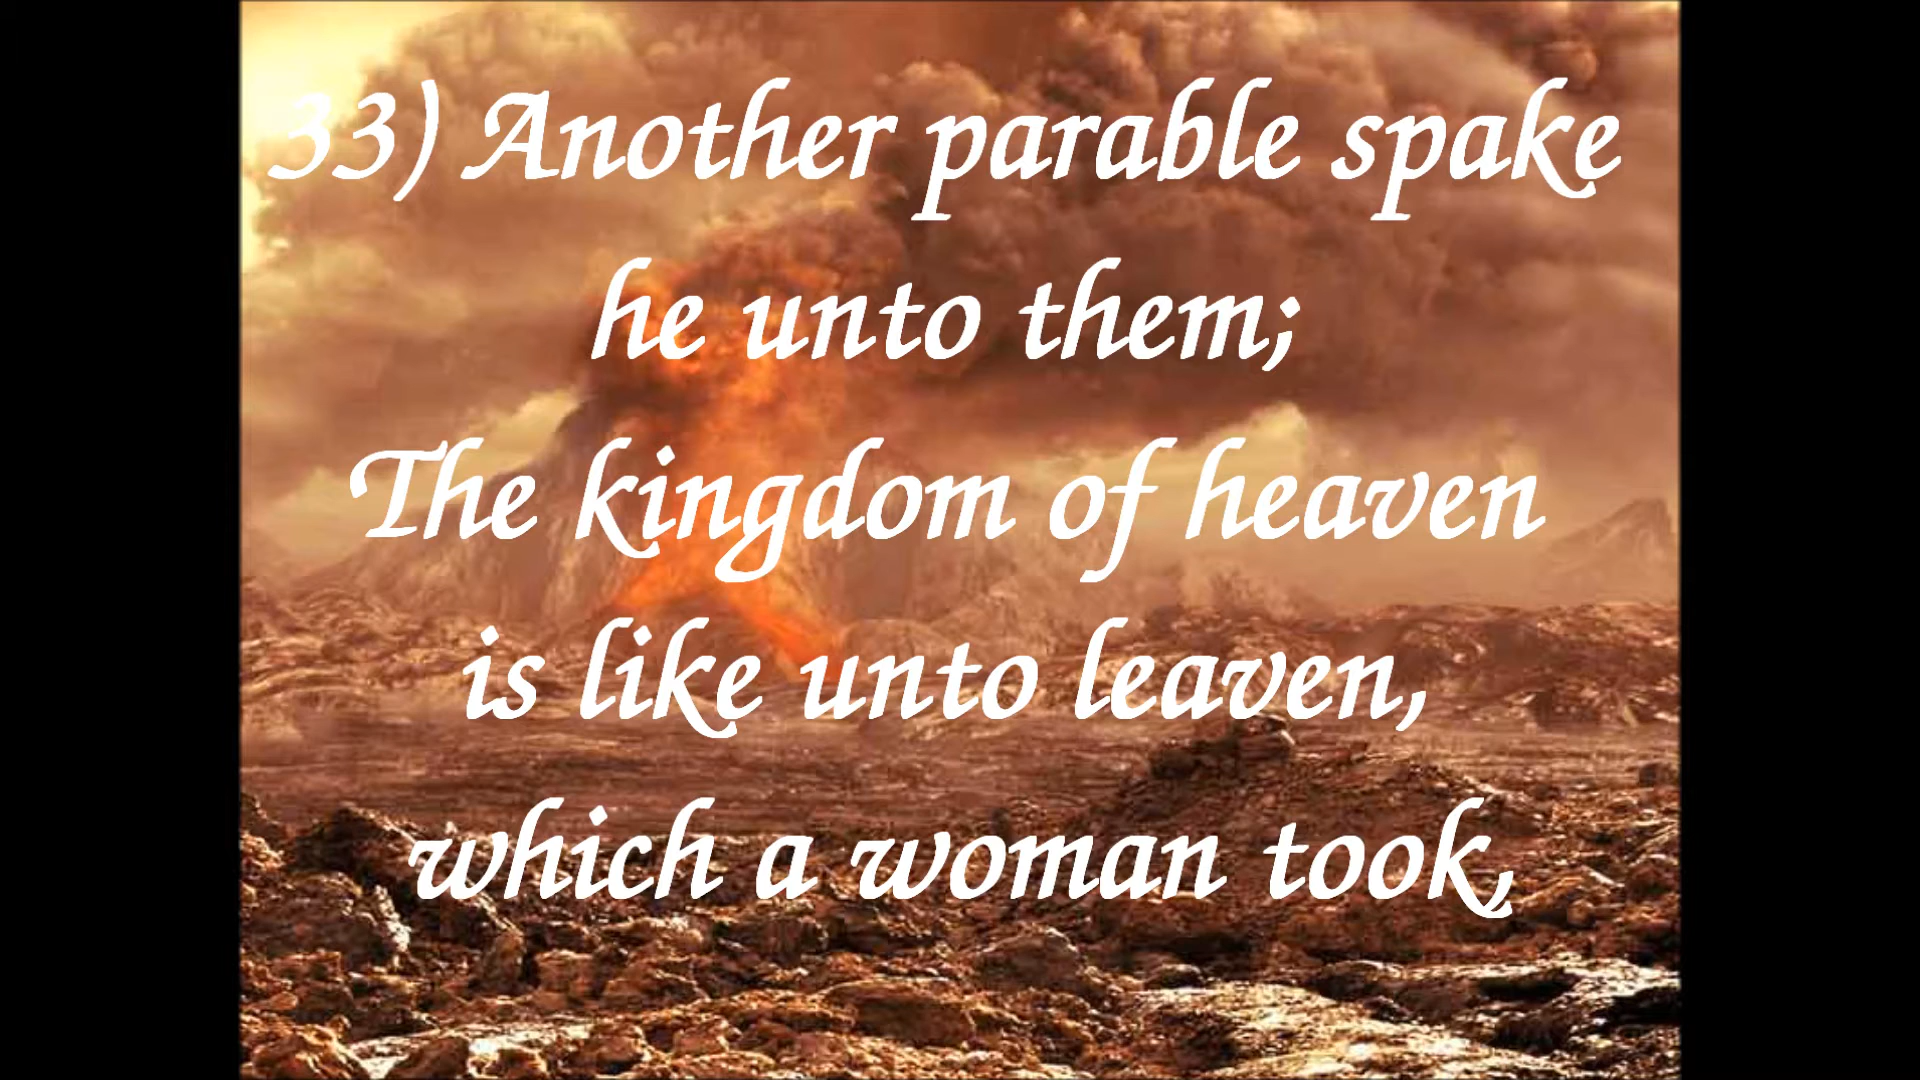 33) Another parable spake
he unto them;
The kingdom of heaven
is like unto leaven,
which a woman took,